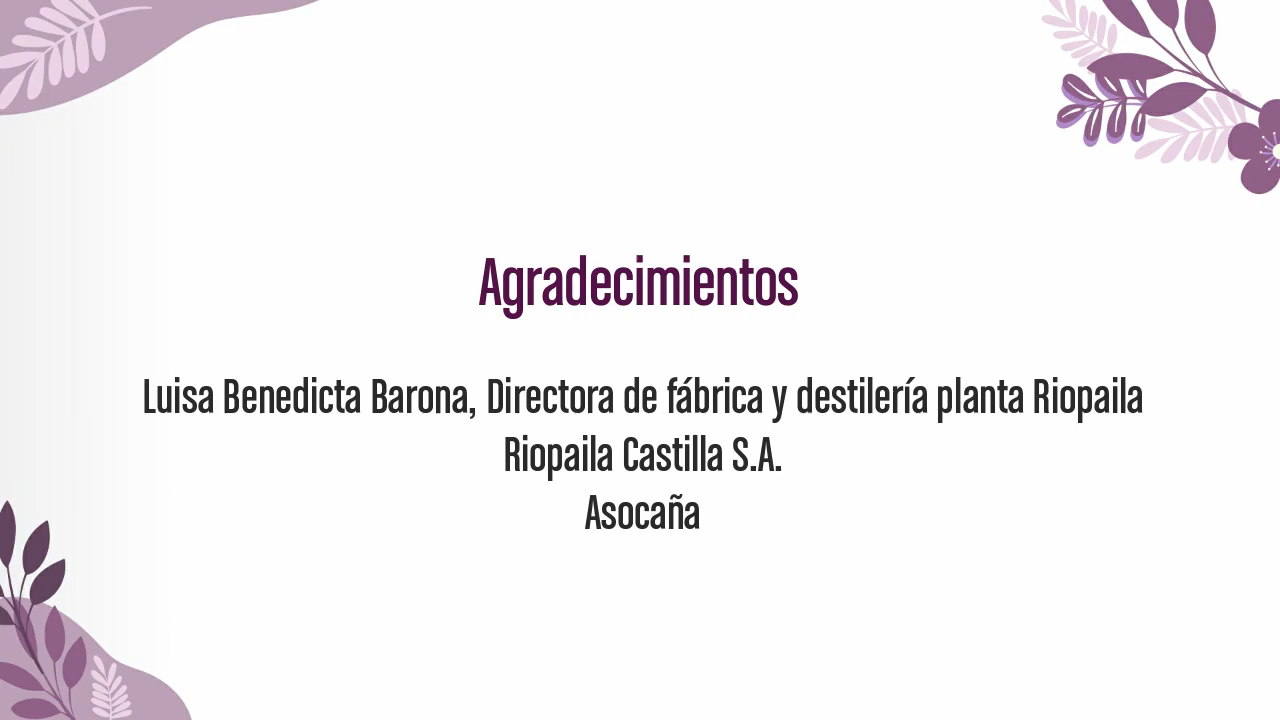 Agradecimientos
Luisa Benedicta Barona, Directora de fábrica y destilería planta Riopaila
Riopaila Castilla S.A.
Asocaña